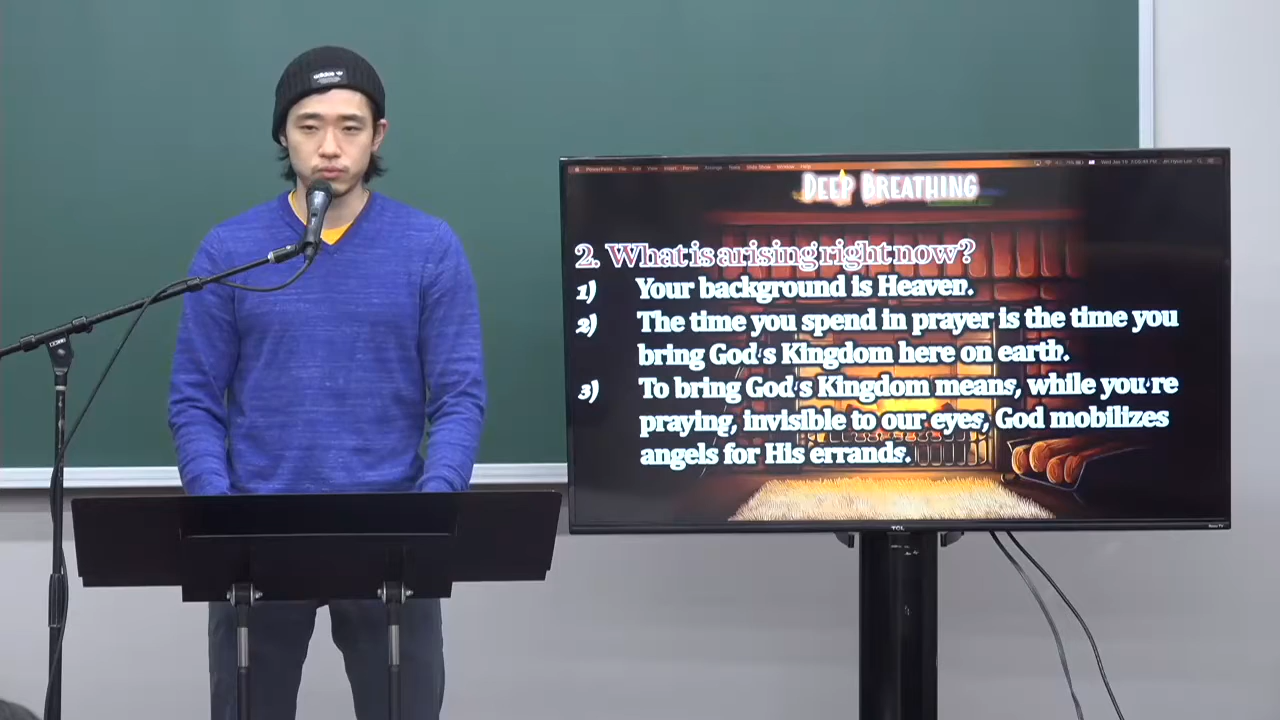 adidas
DEEP BREATHING
2. What is arising right now?
1) Your background is Heaven.
2) The time you spend in prayer is the time you
bring God's Kingdom here on earth.
3) To bring God's Kingdom means, while you're
praying, invisible to our eyes, God mobilizes
angels for His errands.
TCL